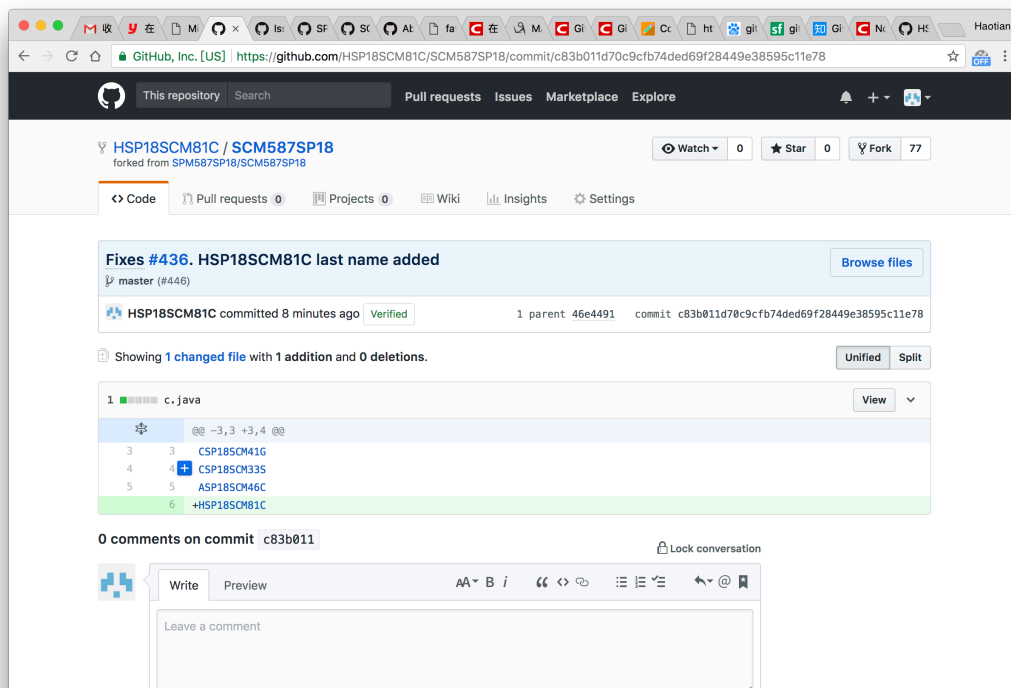 收 在 Mi Iss SP SC Ab fa 在 M Gi Gi Co ht git gi Gi No HS Haotian
GitHub, Inc. [US] https://github.com/HSP18SCM81C/SCM587SP18/commit/c83b011d70c9cfb74ded69f28449e38595c11e78 OFF
This repository Search Pull requests Issues Marketplace Explore
HSP18SCM81C / SCM587SP18 Watch 0 Star 0 Fork 77
forked from SPM587SP18/SCM587SP18
Code Pull requests 0 Projects 0 Wiki Insights Settings
Fixes #436. HSP18SCM81C last name added Browse files
master (#446)
HSP18SCM81C committed 8 minutes ago Verified 1 parent 46e4491 commit c83b011d70c9cfb74ded69f28449e38595c11e78
Showing 1 changed file with 1 addition and 0 deletions. Unified Split
1 c.java View
@@ -3,3 +3,4 @@
3 3 CSP18SCM41G
4 4 + CSP18SCM33S
5 5 ASP18SCM46C
6 +HSP18SCM81C
0 comments on commit c83b011
Lock conversation
Write Preview AA B i “ <> @
Leave a comment